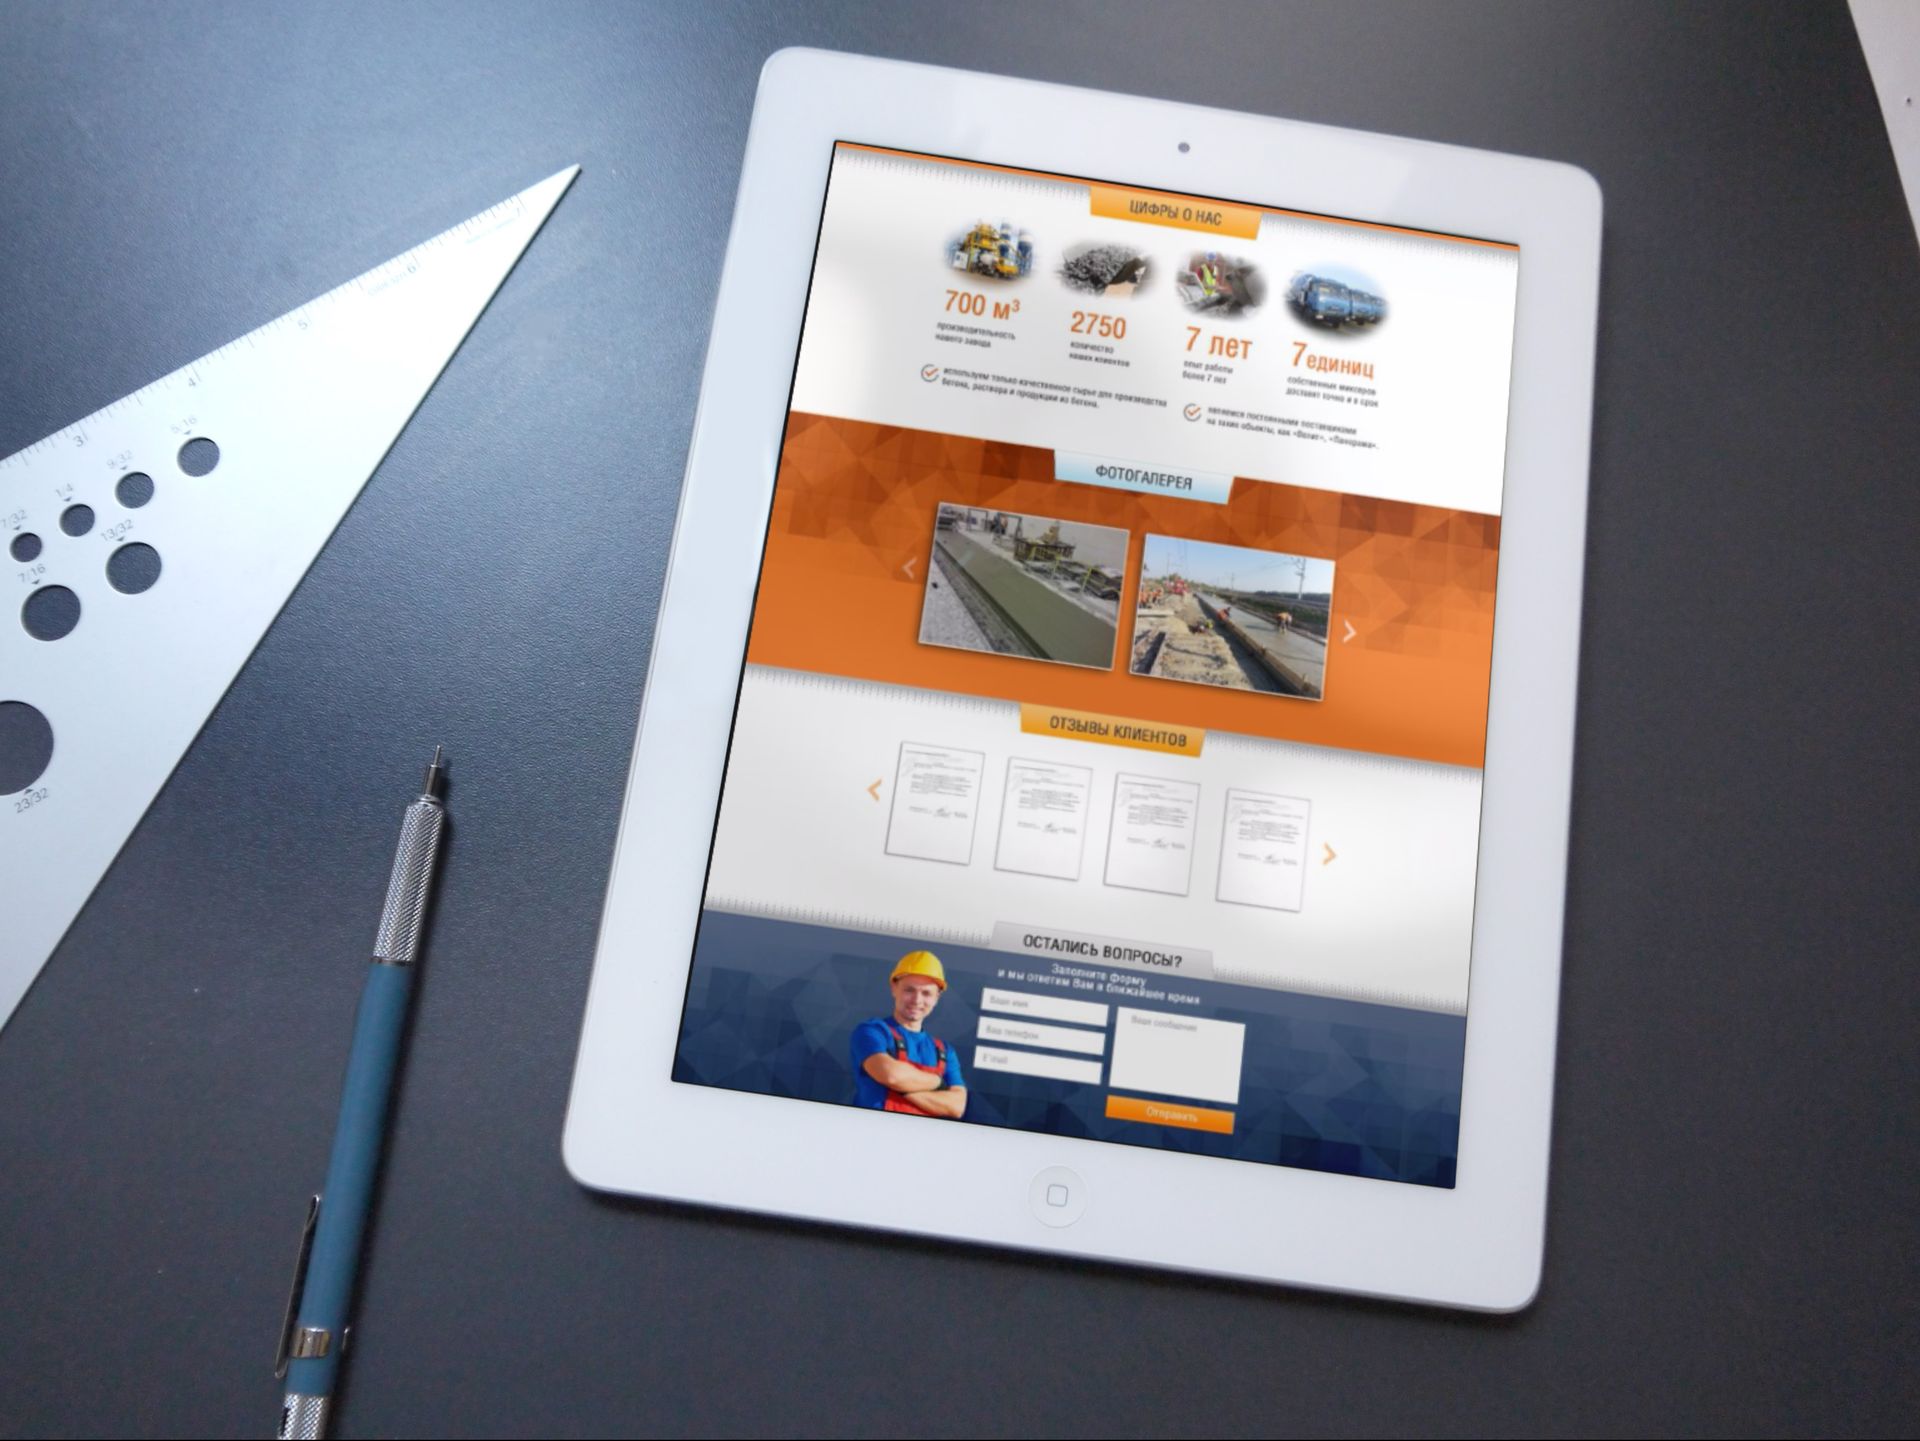 ЦИФРЫ О НАС
700 м³
производительность
нашего завода
2750
количество
наших клиентов
7 лет
опыт работы
более 7 лет
7 единиц
собственных миксеров
доставят точно и в срок
используем только качественное сырье для производства
бетона, раствора и продукции из бетона.
являемся постоянными поставщиками
на такие объекты, как «Панорама».
ФОТОГАЛЕРЕЯ
ОТЗЫВЫ КЛИЕНТОВ
ОСТАЛИСЬ ВОПРОСЫ?
Заполните форму
и мы ответим Вам в ближайшее время
Ваше имя
Ваш телефон
E'mail
Ваше сообщение
Отправить
6
5
4
3
5/16
9/32
1/4
7/32
13/32
7/16
23/32